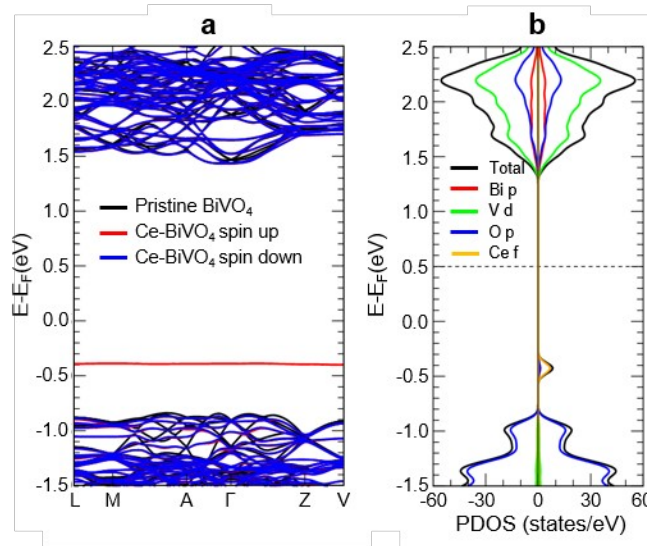 a
b
2.5
2.0
1.5
1.0
0.5
0.0
-0.5
-1.0
-1.5
E-E_F(eV)
Pristine BiVO₄
Ce-BiVO₄ spin up
Ce-BiVO₄ spin down
L M A Γ Z V
2.5
2.0
1.5
1.0
0.5
0.0
-0.5
-1.0
-1.5
E-E_F(eV)
Total
Bi p
V d
O p
Ce f
-60 -30 0 30 60
PDOS (states/eV)